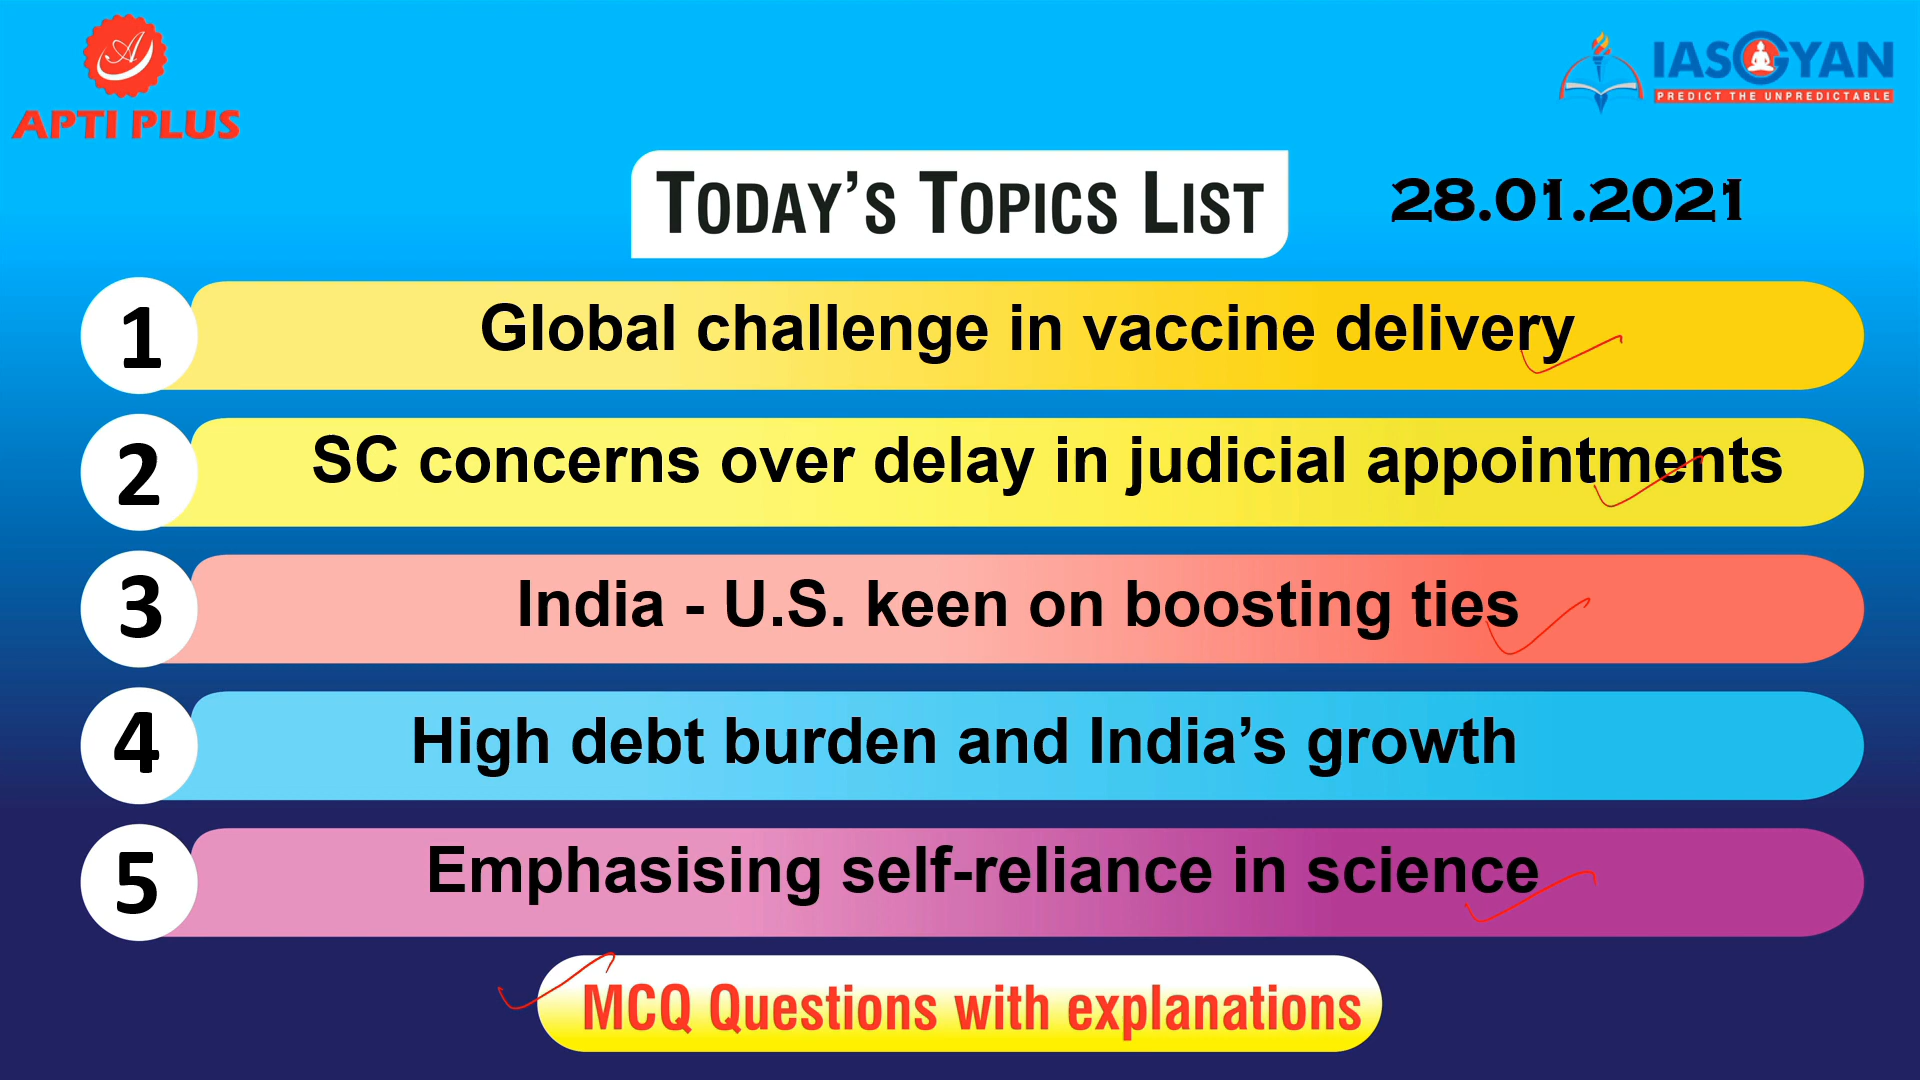 APTI PLUS
IASGYAN
PREDICT THE UNPREDICTABLE
TODAY'S TOPICS LIST
28.01.2021
1 Global challenge in vaccine delivery
2 SC concerns over delay in judicial appointments
3 India - U.S. keen on boosting ties
4 High debt burden and India’s growth
5 Emphasising self-reliance in science
MCQ Questions with explanations